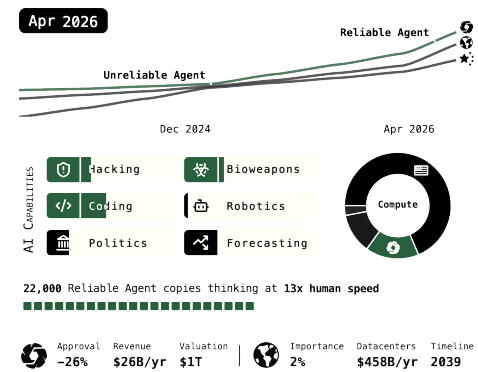 Apr 2026
Reliable Agent
Unreliable Agent
Dec 2024
Apr 2026
AI Capabilities
Hacking
Bioweapons
Coding
Robotics
Politics
Forecasting
Compute
22,000 Reliable Agent copies thinking at 13x human speed
Approval Revenue Valuation Importance Datacenters Timeline
−26% $26B/yr $1T 2% $458B/yr 2039